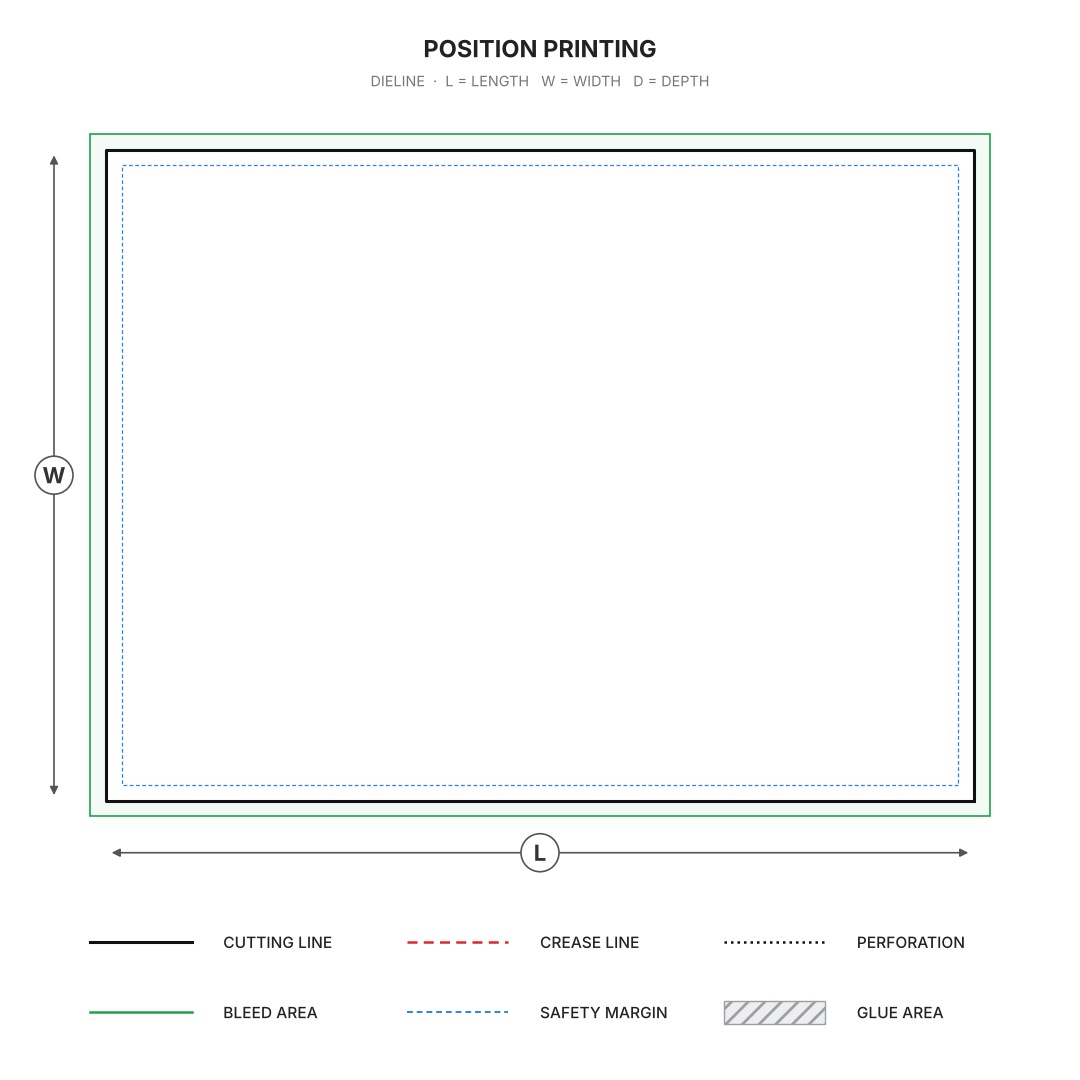 POSITION PRINTING
DIELINE · L = LENGTH W = WIDTH D = DEPTH
W
L
CUTTING LINE
CREASE LINE
PERFORATION
BLEED AREA
SAFETY MARGIN
GLUE AREA